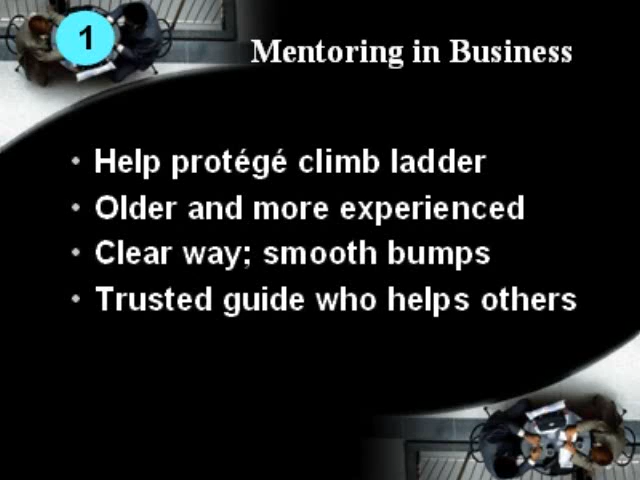 1
Mentoring in Business
• Help protégé climb ladder
• Older and more experienced
• Clear way; smooth bumps
• Trusted guide who helps others